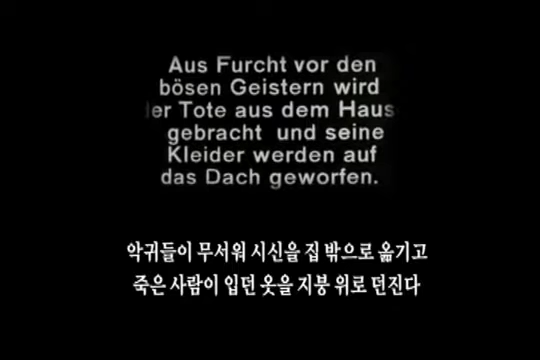 Aus Furcht vor den
bösen Geistern wird
der Tote aus dem Haus
gebracht und seine
Kleider werden auf
das Dach geworfen.
악귀들이 무서워 시신을 집 밖으로 옮기고
죽은 사람이 입던 옷을 지붕 위로 던진다